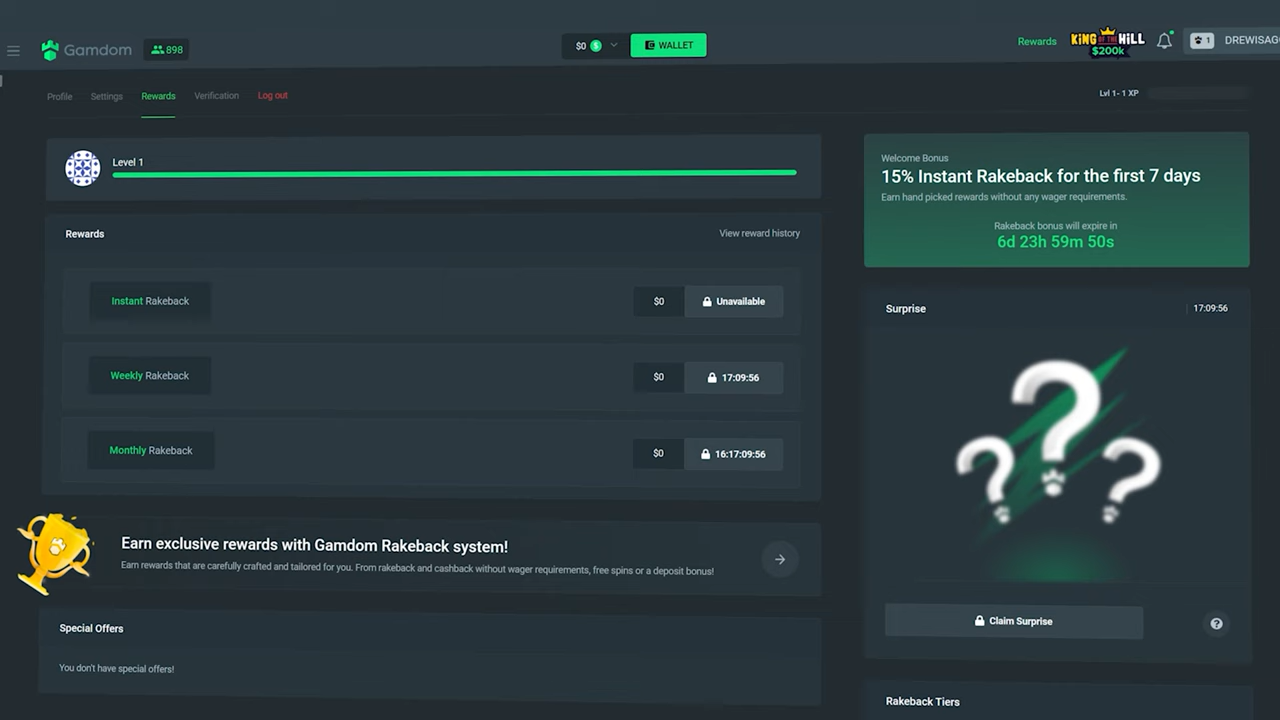 Gamdom
898
$0
WALLET
Rewards
KING OF THE HILL
$200k
1
DREWISAG
Profile
Settings
Rewards
Verification
Log out
Lvl 1- 1 XP
Level 1
Welcome Bonus
15% Instant Rakeback for the first 7 days
Earn hand picked rewards without any wager requirements.
Rakeback bonus will expire in
6d 23h 59m 50s
Rewards
View reward history
Instant Rakeback
$0
Unavailable
Weekly Rakeback
$0
17:09:56
Monthly Rakeback
$0
16:17:09:56
Surprise
17:09:56
???
Claim Surprise
?
Earn exclusive rewards with Gamdom Rakeback system!
Earn rewards that are carefully crafted and tailored for you. From rakeback and cashback without wager requirements, free spins or a deposit bonus!
Special Offers
You don't have special offers!
Rakeback Tiers